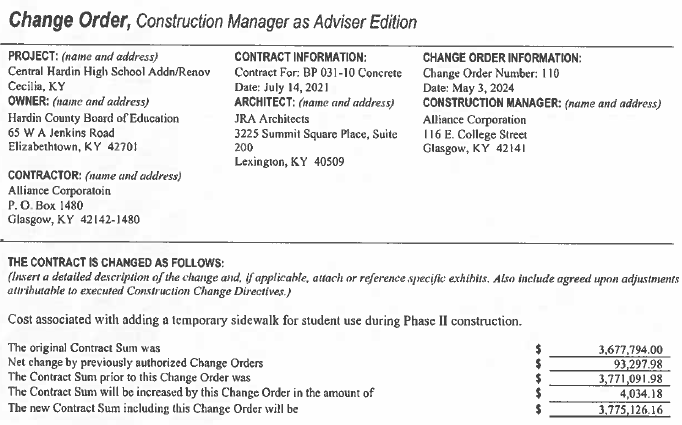 Change Order, Construction Manager as Adviser Edition
PROJECT: (name and address)
Central Hardin High School Addn/Renov
Cecilia, KY
OWNER: (name and address)
Hardin County Board of Education
65 W A Jenkins Road
Elizabethtown, KY 42701
CONTRACTOR: (name and address)
Alliance Corporatoin
P. O. Box 1480
Glasgow, KY 42142-1480
CONTRACT INFORMATION:
Contract For: BP 031-10 Concrete
Date: July 14, 2021
ARCHITECT: (name and address)
JRA Architects
3225 Summit Square Place, Suite
200
Lexington, KY 40509
CHANGE ORDER INFORMATION:
Change Order Number: 110
Date: May 3, 2024
CONSTRUCTION MANAGER: (name and address)
Alliance Corporation
116 E. College Street
Glasgow, KY 42141
THE CONTRACT IS CHANGED AS FOLLOWS:
(Insert a detailed description of the change and, if applicable, attach or reference specific exhibits. Also include agreed upon adjustments
attributable to executed Construction Change Directives.)
Cost associated with adding a temporary sidewalk for student use during Phase II construction.
The original Contract Sum was $ 3,677,794.00
Net change by previously authorized Change Orders $ 93,297.98
The Contract Sum prior to this Change Order was $ 3,771,091.98
The Contract Sum will be increased by this Change Order in the amount of $ 4,034.18
The new Contract Sum including this Change Order will be $ 3,775,126.16